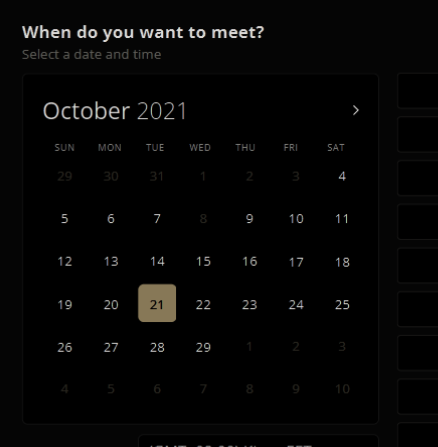 When do you want to meet?
Select a date and time
October 2021
SUN MON TUE WED THU FRI SAT
29 30 31 1 2 3 4
5 6 7 8 9 10 11
12 13 14 15 16 17 18
19 20 21 22 23 24 25
26 27 28 29 1 2 3
4 5 6 7 8 9 10